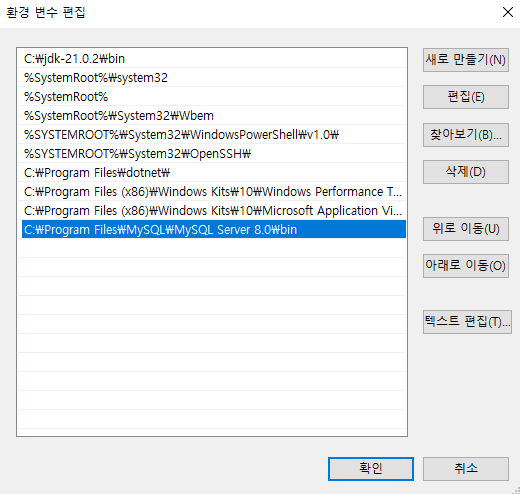 환경 변수 편집
C:₩jdk-21.0.2₩bin
%SystemRoot%₩system32
%SystemRoot%
%SystemRoot%₩System32₩Wbem
%SYSTEMROOT%₩System32₩WindowsPowerShell₩v1.0₩
%SYSTEMROOT%₩System32₩OpenSSH₩
C:₩Program Files₩dotnet₩
C:₩Program Files (x86)₩Windows Kits₩10₩Windows Performance T...
C:₩Program Files (x86)₩Windows Kits₩10₩Microsoft Application Vi...
C:₩Program Files₩MySQL₩MySQL Server 8.0₩bin
새로 만들기(N)
편집(E)
찾아보기(B)...
삭제(D)
위로 이동(U)
아래로 이동(O)
텍스트 편집(T)...
확인
취소